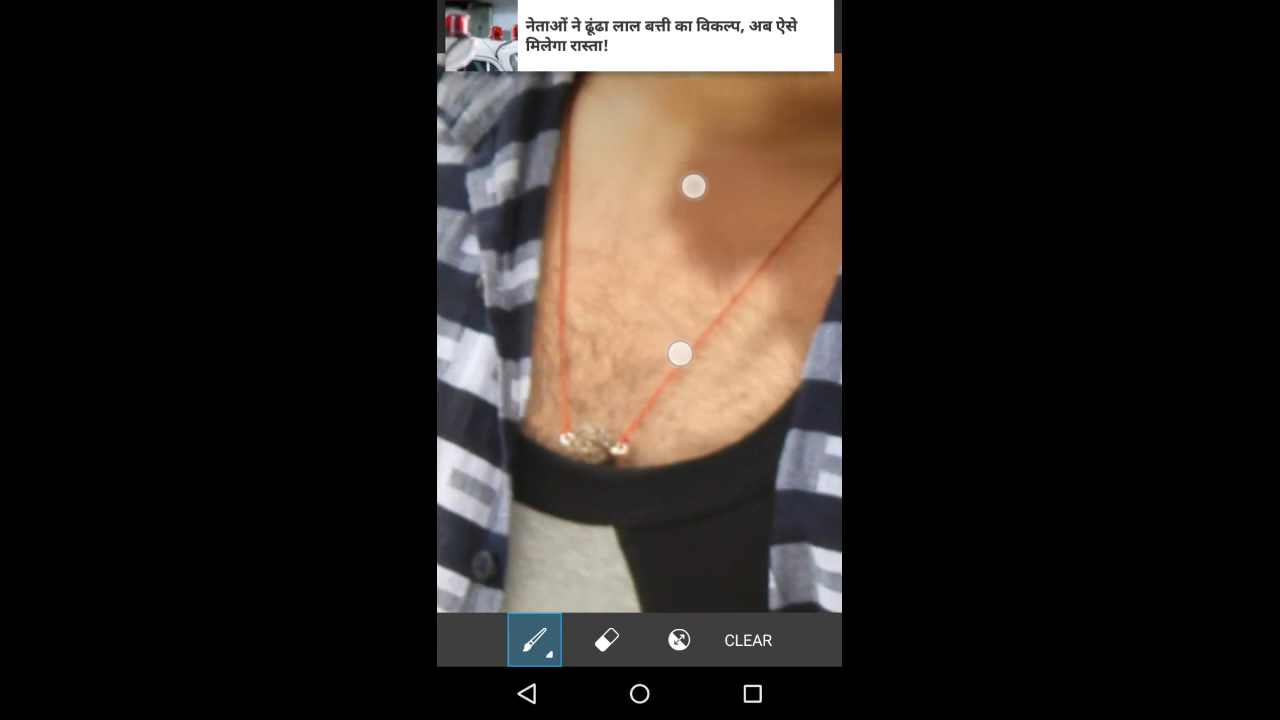 नेताओं ने ढूंढा लाल बत्ती का विकल्प, अब ऐसे
मिलेगा रास्ता!
CLEAR